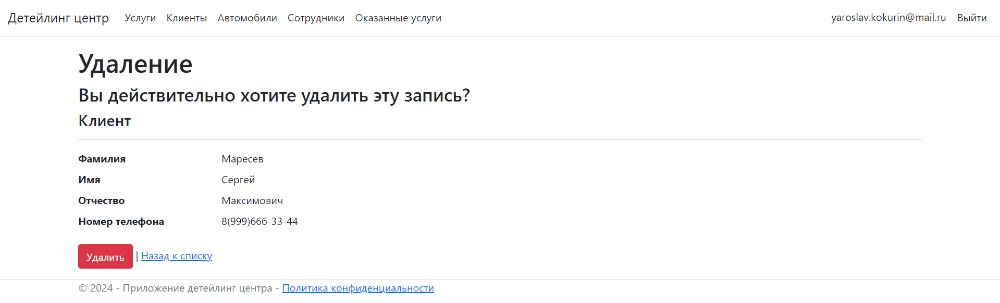 Детейлинг центр Услуги Клиенты Автомобили Сотрудники Оказанные услуги yaroslav.kokurin@mail.ru Выйти
Удаление
Вы действительно хотите удалить эту запись?
Клиент
Фамилия Маресев
Имя Сергей
Отчество Максимович
Номер телефона 8(999)666-33-44
Удалить | Назад к списку
© 2024 - Приложение детейлинг центра - Политика конфиденциальности